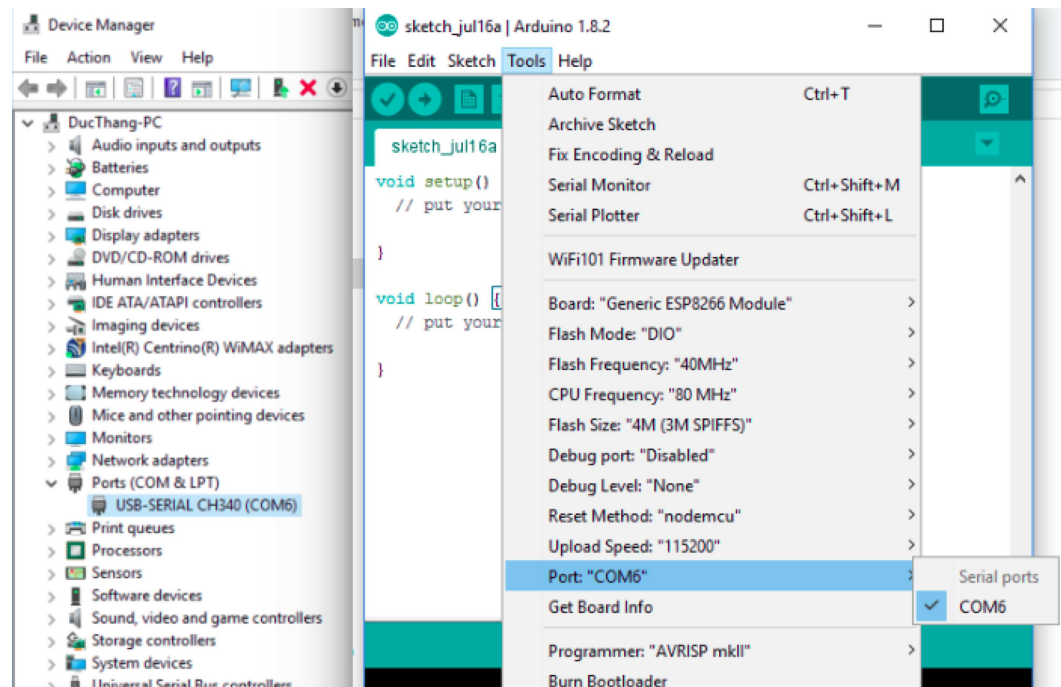 Device Manager
File Action View Help
DucThang-PC
Audio inputs and outputs
Batteries
Computer
Disk drives
Display adapters
DVD/CD-ROM drives
Human Interface Devices
IDE ATA/ATAPI controllers
Imaging devices
Intel(R) Centrino(R) WiMAX adapters
Keyboards
Memory technology devices
Mice and other pointing devices
Monitors
Network adapters
Ports (COM & LPT)
USB-SERIAL CH340 (COM6)
Print queues
Processors
Sensors
Software devices
Sound, video and game controllers
Storage controllers
System devices
Universal Serial Bus controllers
sketch_jul16a | Arduino 1.8.2
File Edit Sketch Tools Help
sketch_jul16a
void setup()
// put your
}
void loop() {
// put your
}
Auto Format Ctrl+T
Archive Sketch
Fix Encoding & Reload
Serial Monitor Ctrl+Shift+M
Serial Plotter Ctrl+Shift+L
WiFi101 Firmware Updater
Board: "Generic ESP8266 Module"
Flash Mode: "DIO"
Flash Frequency: "40MHz"
CPU Frequency: "80 MHz"
Flash Size: "4M (3M SPIFFS)"
Debug port: "Disabled"
Debug Level: "None"
Reset Method: "nodemcu"
Upload Speed: "115200"
Port: "COM6"
Get Board Info
Programmer: "AVRISP mkII"
Burn Bootloader
Serial ports
COM6